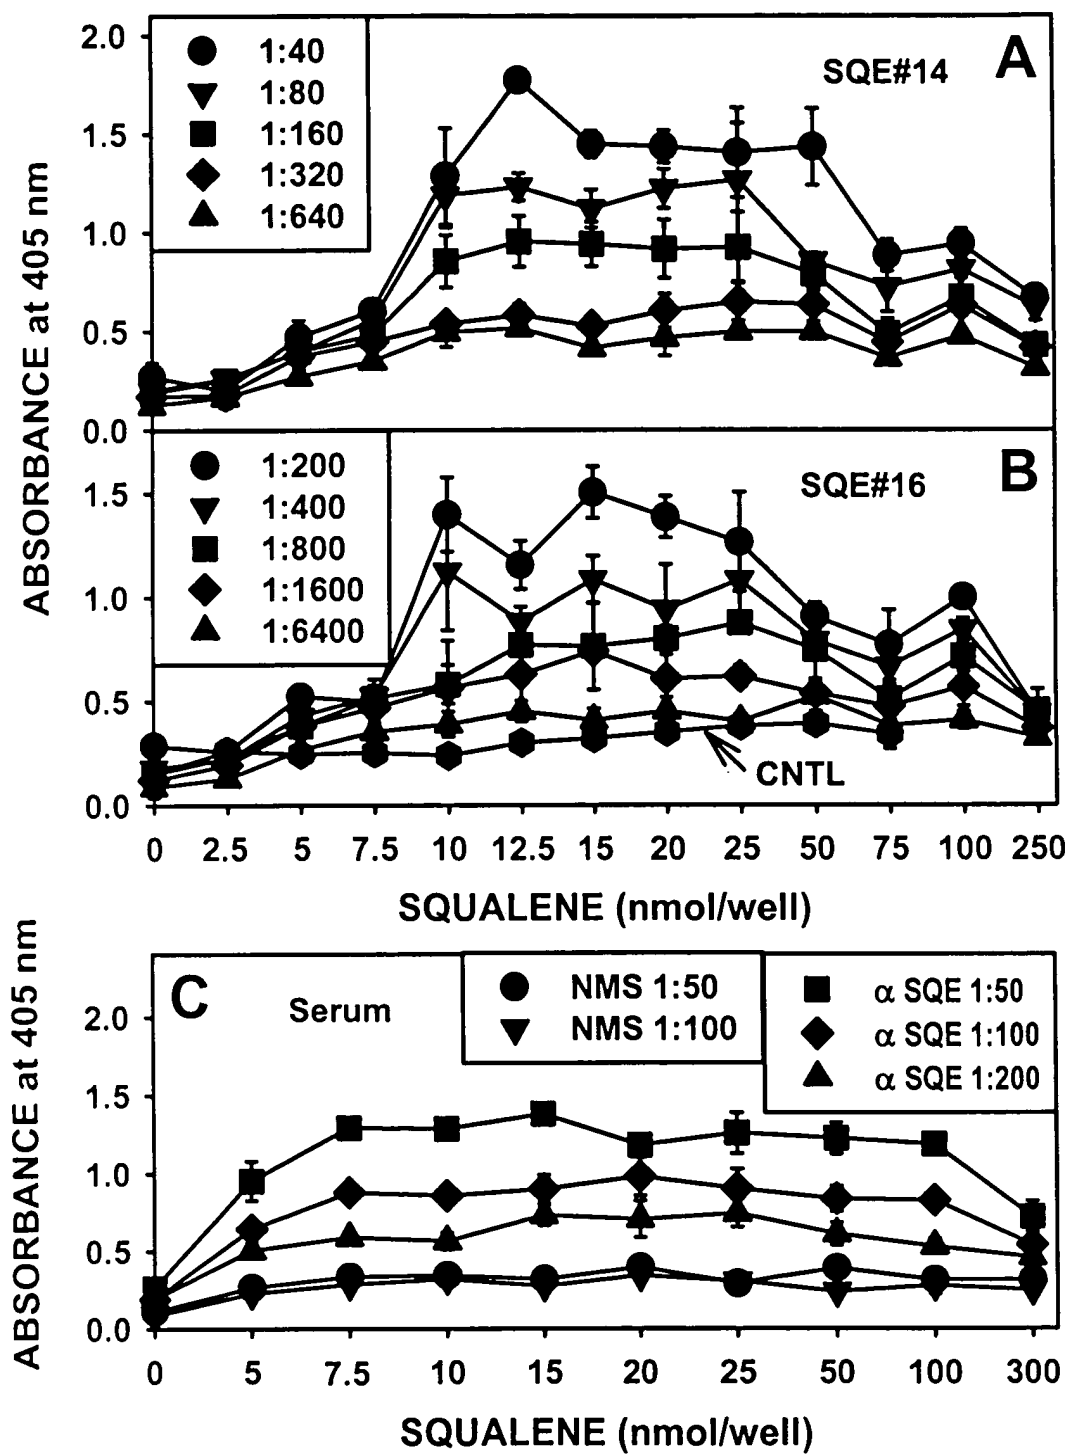 ABSORBANCE at 405 nm
2.0
1.5
1.0
0.5
0.0
1:40
1:80
1:160
1:320
1:640
SQE#14
A
1.5
1.0
0.5
0.0
1:200
1:400
1:800
1:1600
1:6400
SQE#16
B
CNTL
0 2.5 5 7.5 10 12.5 15 20 25 50 75 100 250
SQUALENE (nmol/well)
ABSORBANCE at 405 nm
2.0
1.5
1.0
0.5
0.0
C
Serum
NMS 1:50
NMS 1:100
α SQE 1:50
α SQE 1:100
α SQE 1:200
0 5 7.5 10 15 20 25 50 100 300
SQUALENE (nmol/well)